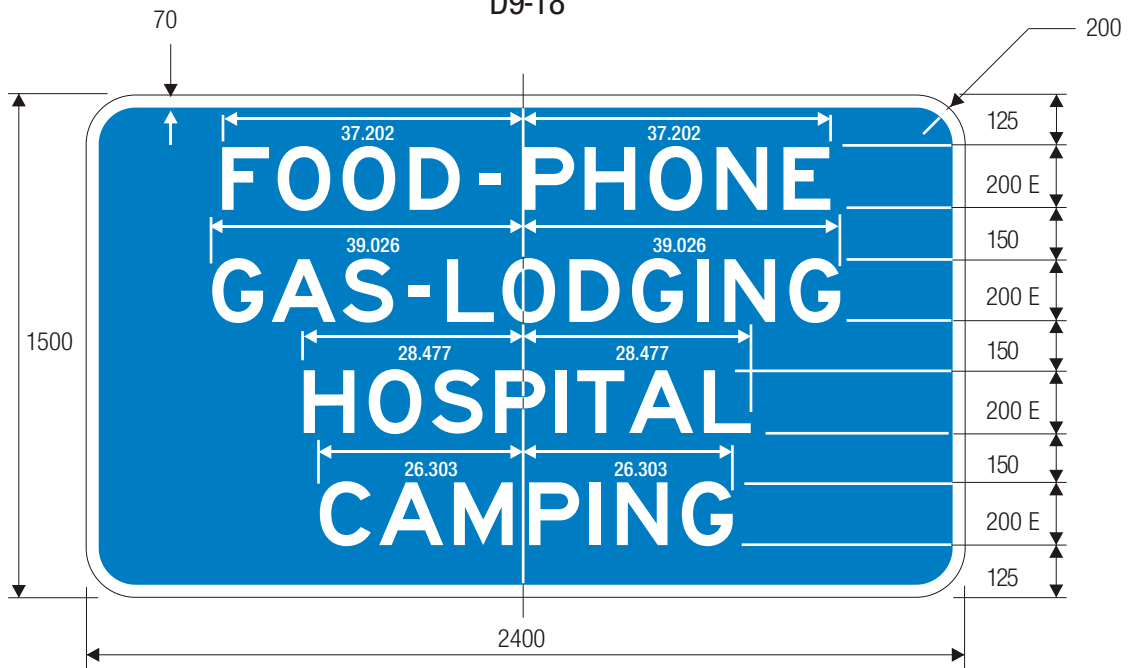 D9-18
70
200
37.202 37.202
125
FOOD - PHONE
200 E
39.026 39.026
150
GAS-LODGING
200 E
1500
28.477 28.477
150
HOSPITAL
200 E
26.303 26.303
150
CAMPING
200 E
125
2400